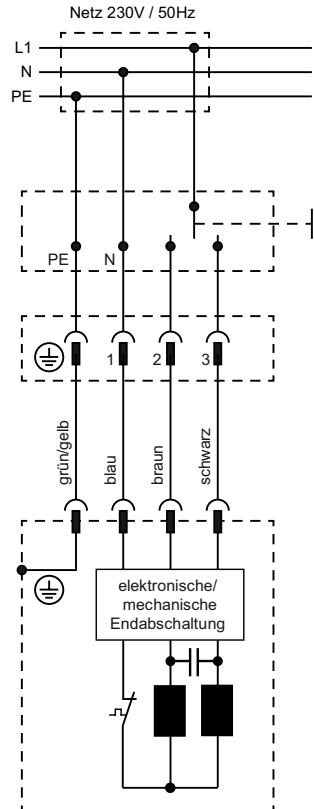 Netz 230V / 50Hz
L1
N
PE
PE
N
1
2
3
grün/gelb
blau
braun
schwarz
elektronische/
mechanische
Endabschaltung